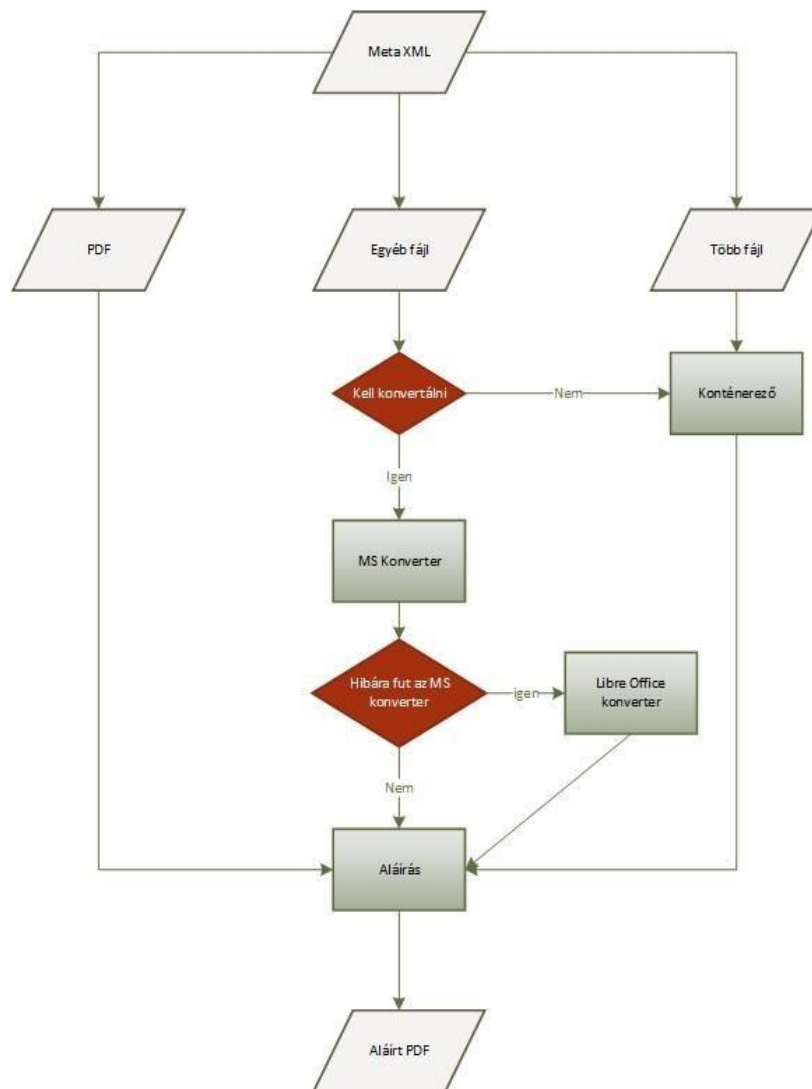 Meta XML
PDF
Egyéb fájl
Több fájl
Kell konvertálni
Nem
Konténerező
Igen
MS Konverter
Hibára fut az MS
konverter
igen
Libre Office
konverter
Nem
Aláírás
Aláírt PDF